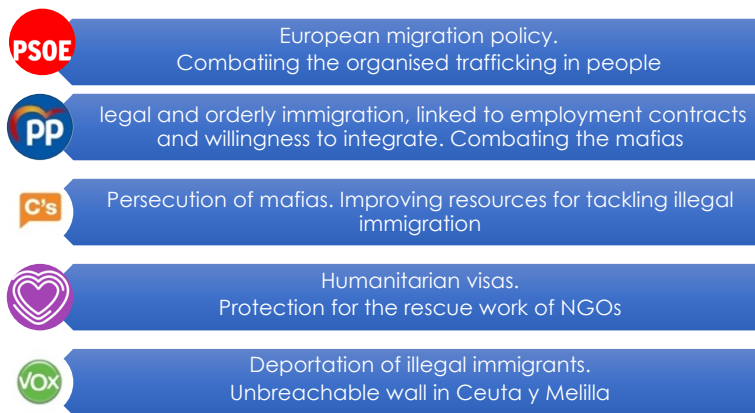 PSOE
European migration policy.
Combatiing the organised trafficking in people
pp
legal and orderly immigration, linked to employment contracts
and willingness to integrate. Combating the mafias
C's
Persecution of mafias. Improving resources for tackling illegal
immigration
Humanitarian visas.
Protection for the rescue work of NGOs
VOX
Deportation of illegal immigrants.
Unbreachable wall in Ceuta y Melilla